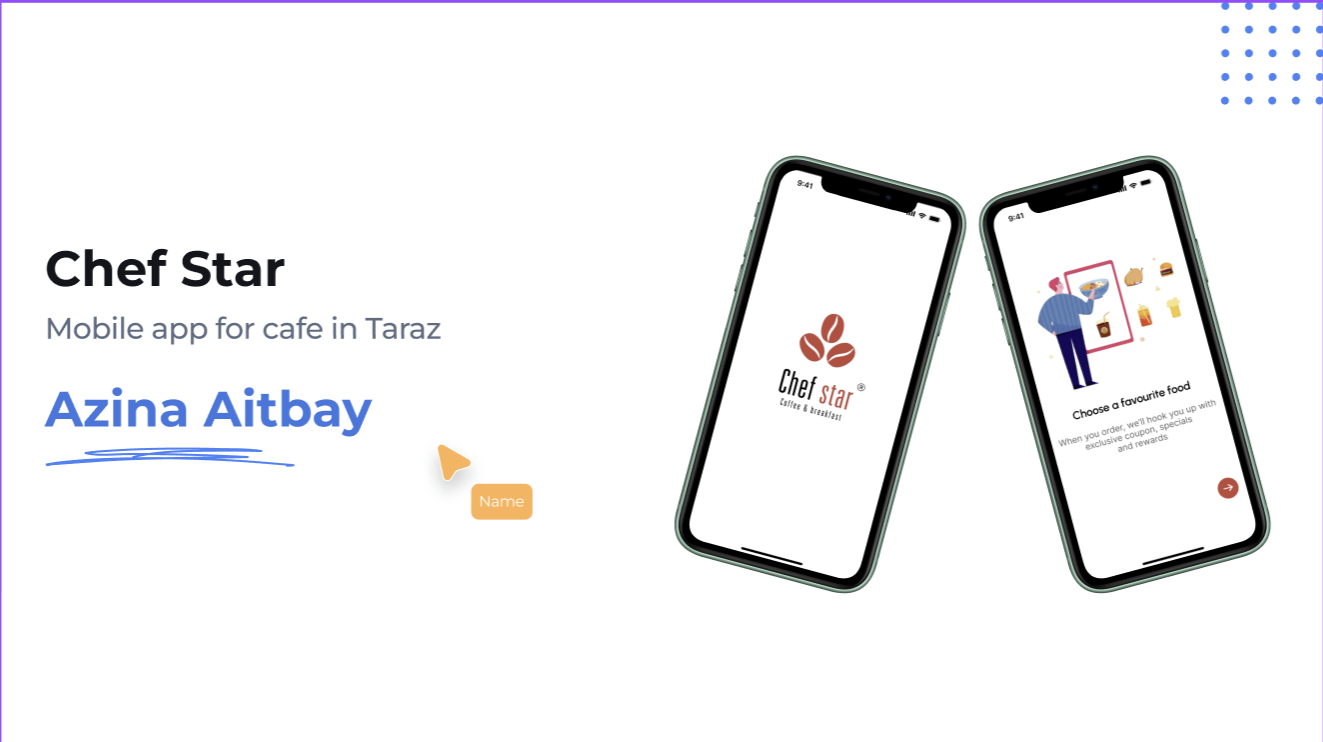 Chef Star
Mobile app for cafe in Taraz
Azina Aitbay
Name
9:41
Chef star ®
Coffee & breakfast
9:41
Choose a favourite food
When you order, we'll hook you up with
exclusive coupon, specials
and rewards